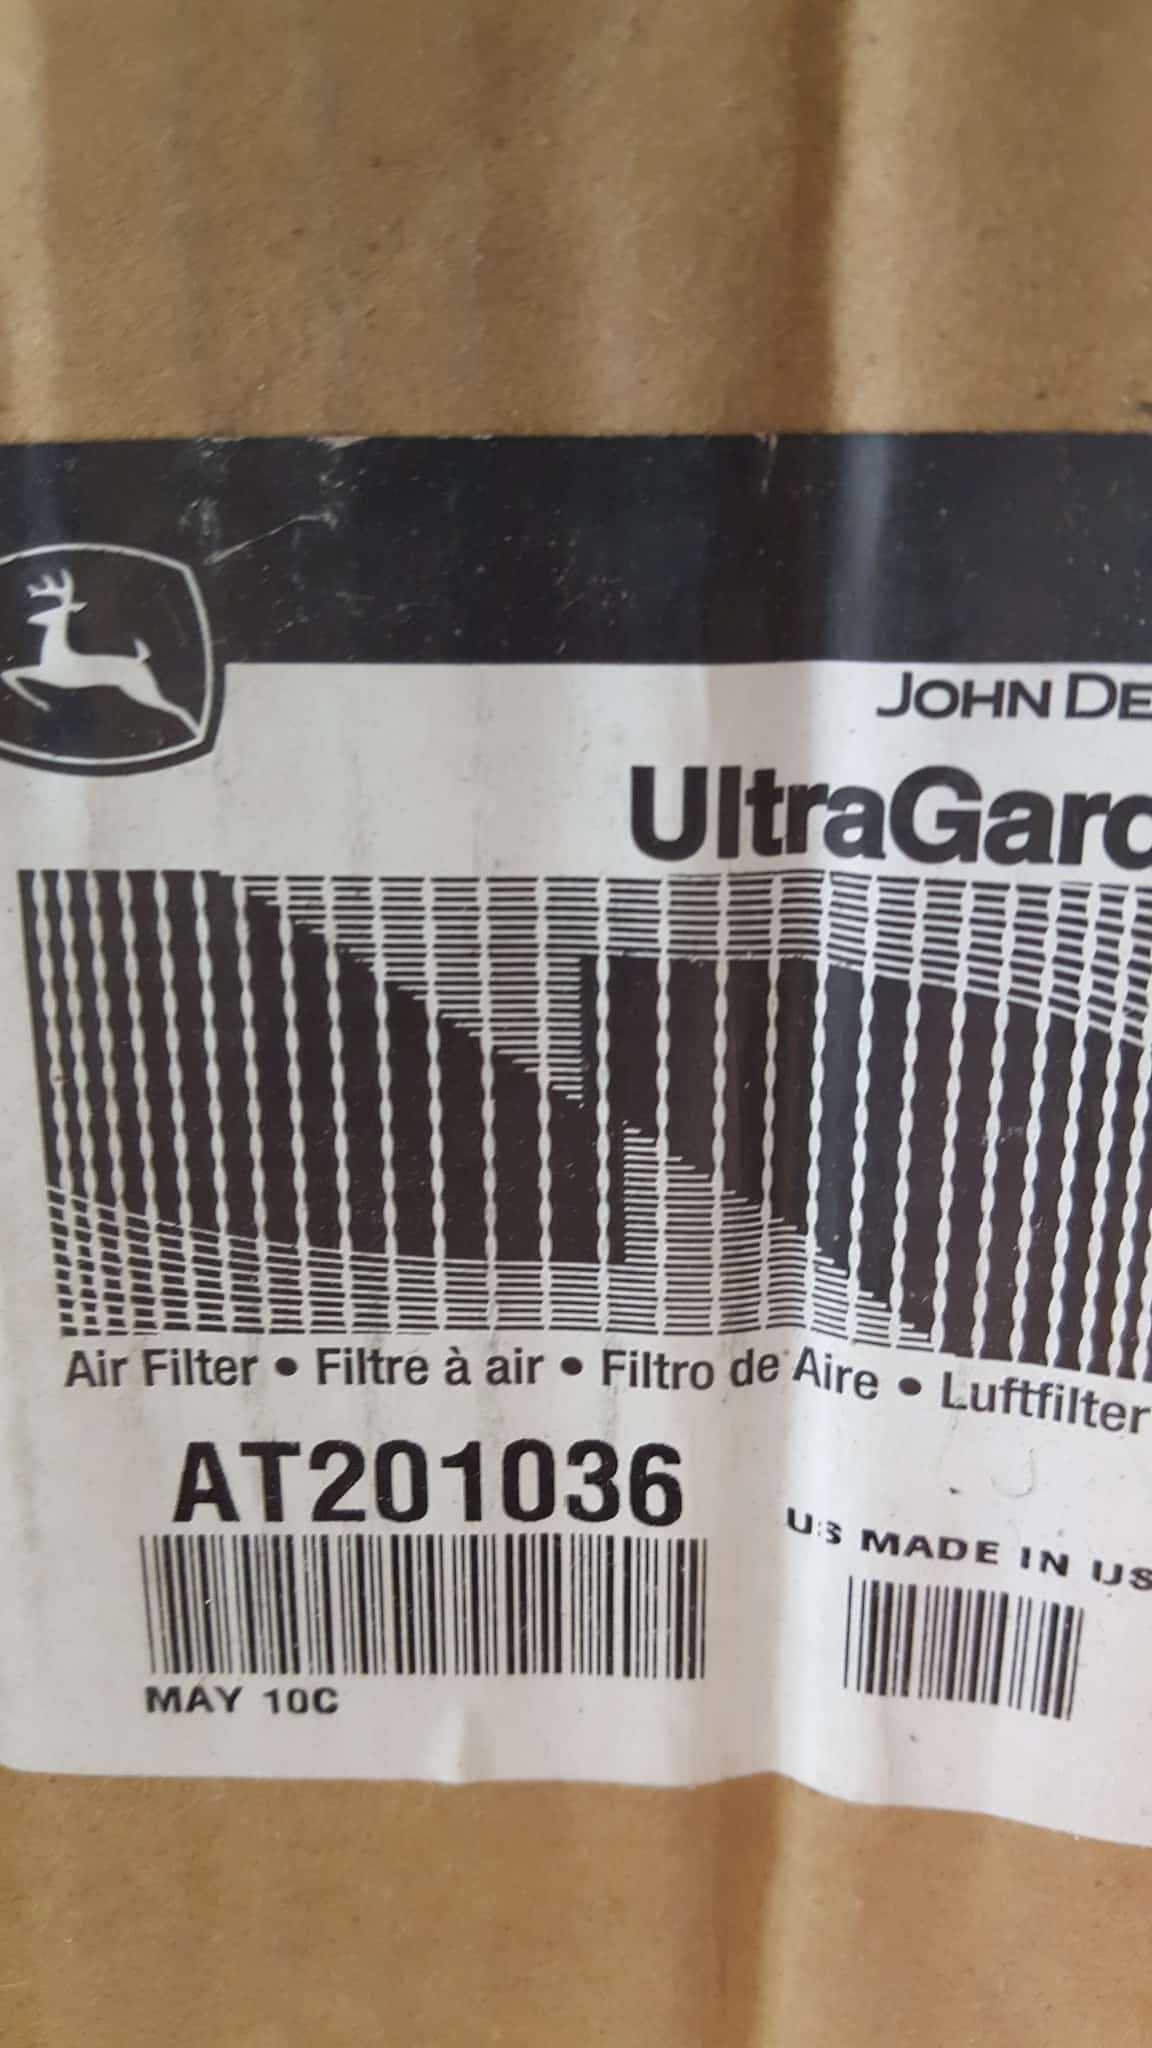 JOHN DE
UltraGard
Air Filter • Filtre à air • Filtro de Aire • Luftfilter
AT201036
US MADE IN US
MAY 10C